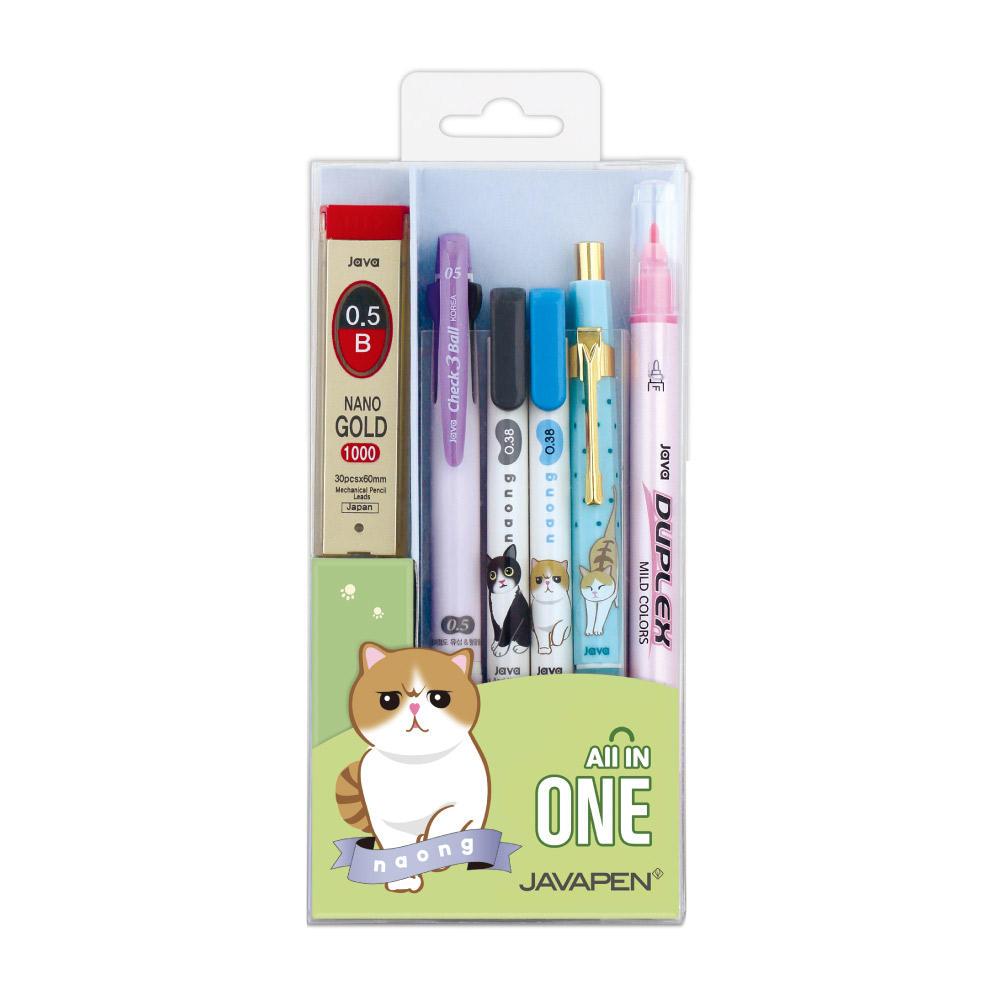 Java
0.5
B
NANO
GOLD
1000
30pcsx60mm
Mechanical Pencil
Leads
Japan
05
Java Check 3 Ball KOREA
0.5
0.38
naong
Java
0.38
naong
Java
Java
F
Java
DUPLEX
MILD COLORS
All IN
ONE
naong
JAVAPEN